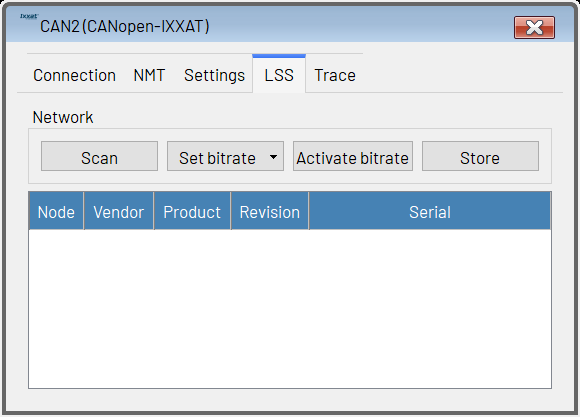 ixxat
CAN2 (CANopen-IXXAT)
Connection NMT Settings LSS Trace
Network
Scan Set bitrate Activate bitrate Store
Node Vendor Product Revision Serial